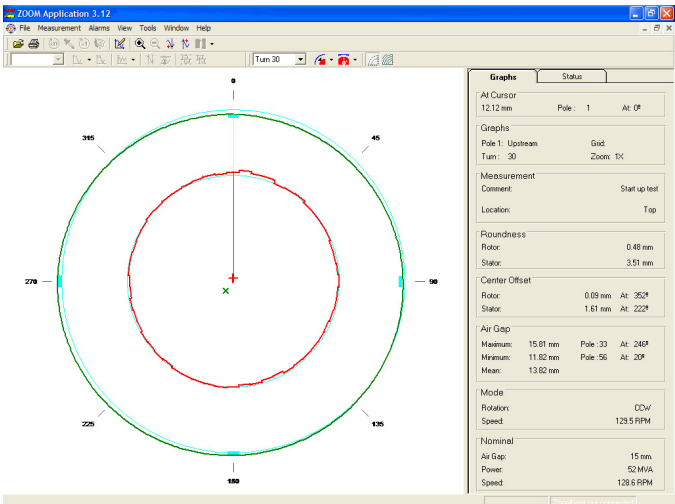 ZOOM Application 3.12
File Measurement Alarms View Tools Window Help
Turn 30
0
45
90
135
150
225
270
315
Graphs Status
At Cursor
12.12 mm Pole : 1 At: 0º
Graphs
Pole 1: Upstream Grid:
Turn : 30 Zoom: 1X
Measurement
Comment: Start up test
Location: Top
Roundness
Rotor: 0.48 mm
Stator: 3.51 mm
Center Offset
Rotor: 0.09 mm At: 352º
Stator: 1.61 mm At: 222º
Air Gap
Maximum: 15.81 mm Pole :33 At: 246º
Minimum: 11.82 mm Pole :56 At: 20º
Mean: 13.82 mm
Mode
Rotation: CCW
Speed: 129.5 RPM
Nominal
Air Gap: 15 mm
Power: 52 MVA
Speed: 128.6 RPM